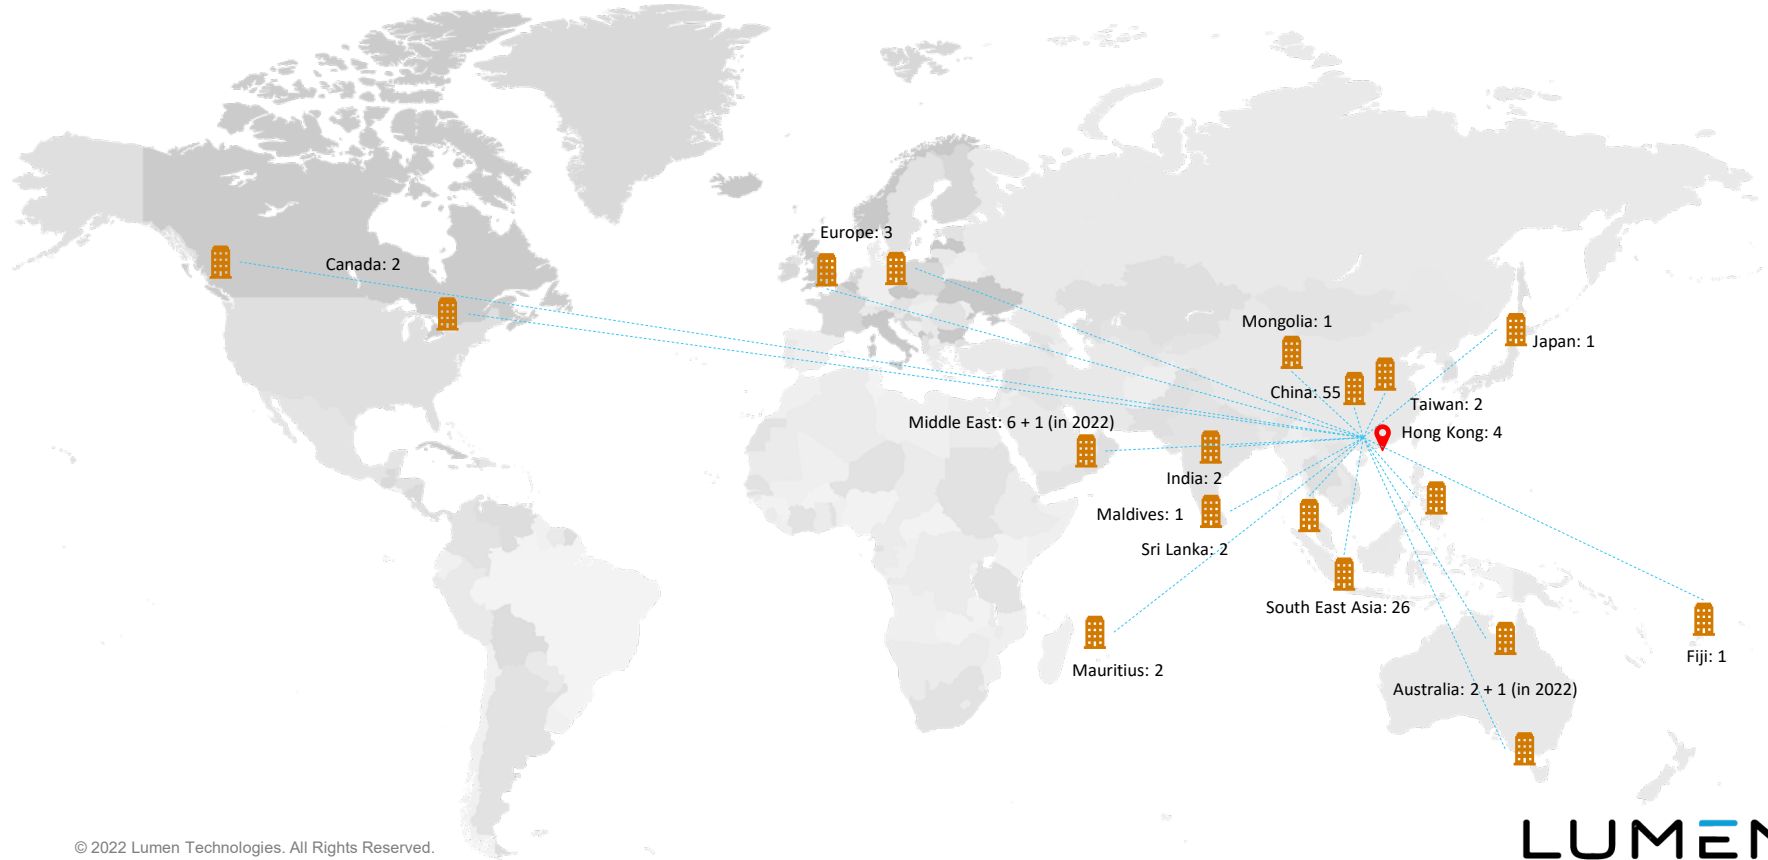 Europe: 3
Canada: 2
Mongolia: 1
Japan: 1
China: 55
Taiwan: 2
Middle East: 6 + 1 (in 2022)
Hong Kong: 4
India: 2
Maldives: 1
Sri Lanka: 2
South East Asia: 26
Mauritius: 2
Fiji: 1
Australia: 2 + 1 (in 2022)
© 2022 Lumen Technologies. All Rights Reserved.
LUMEN